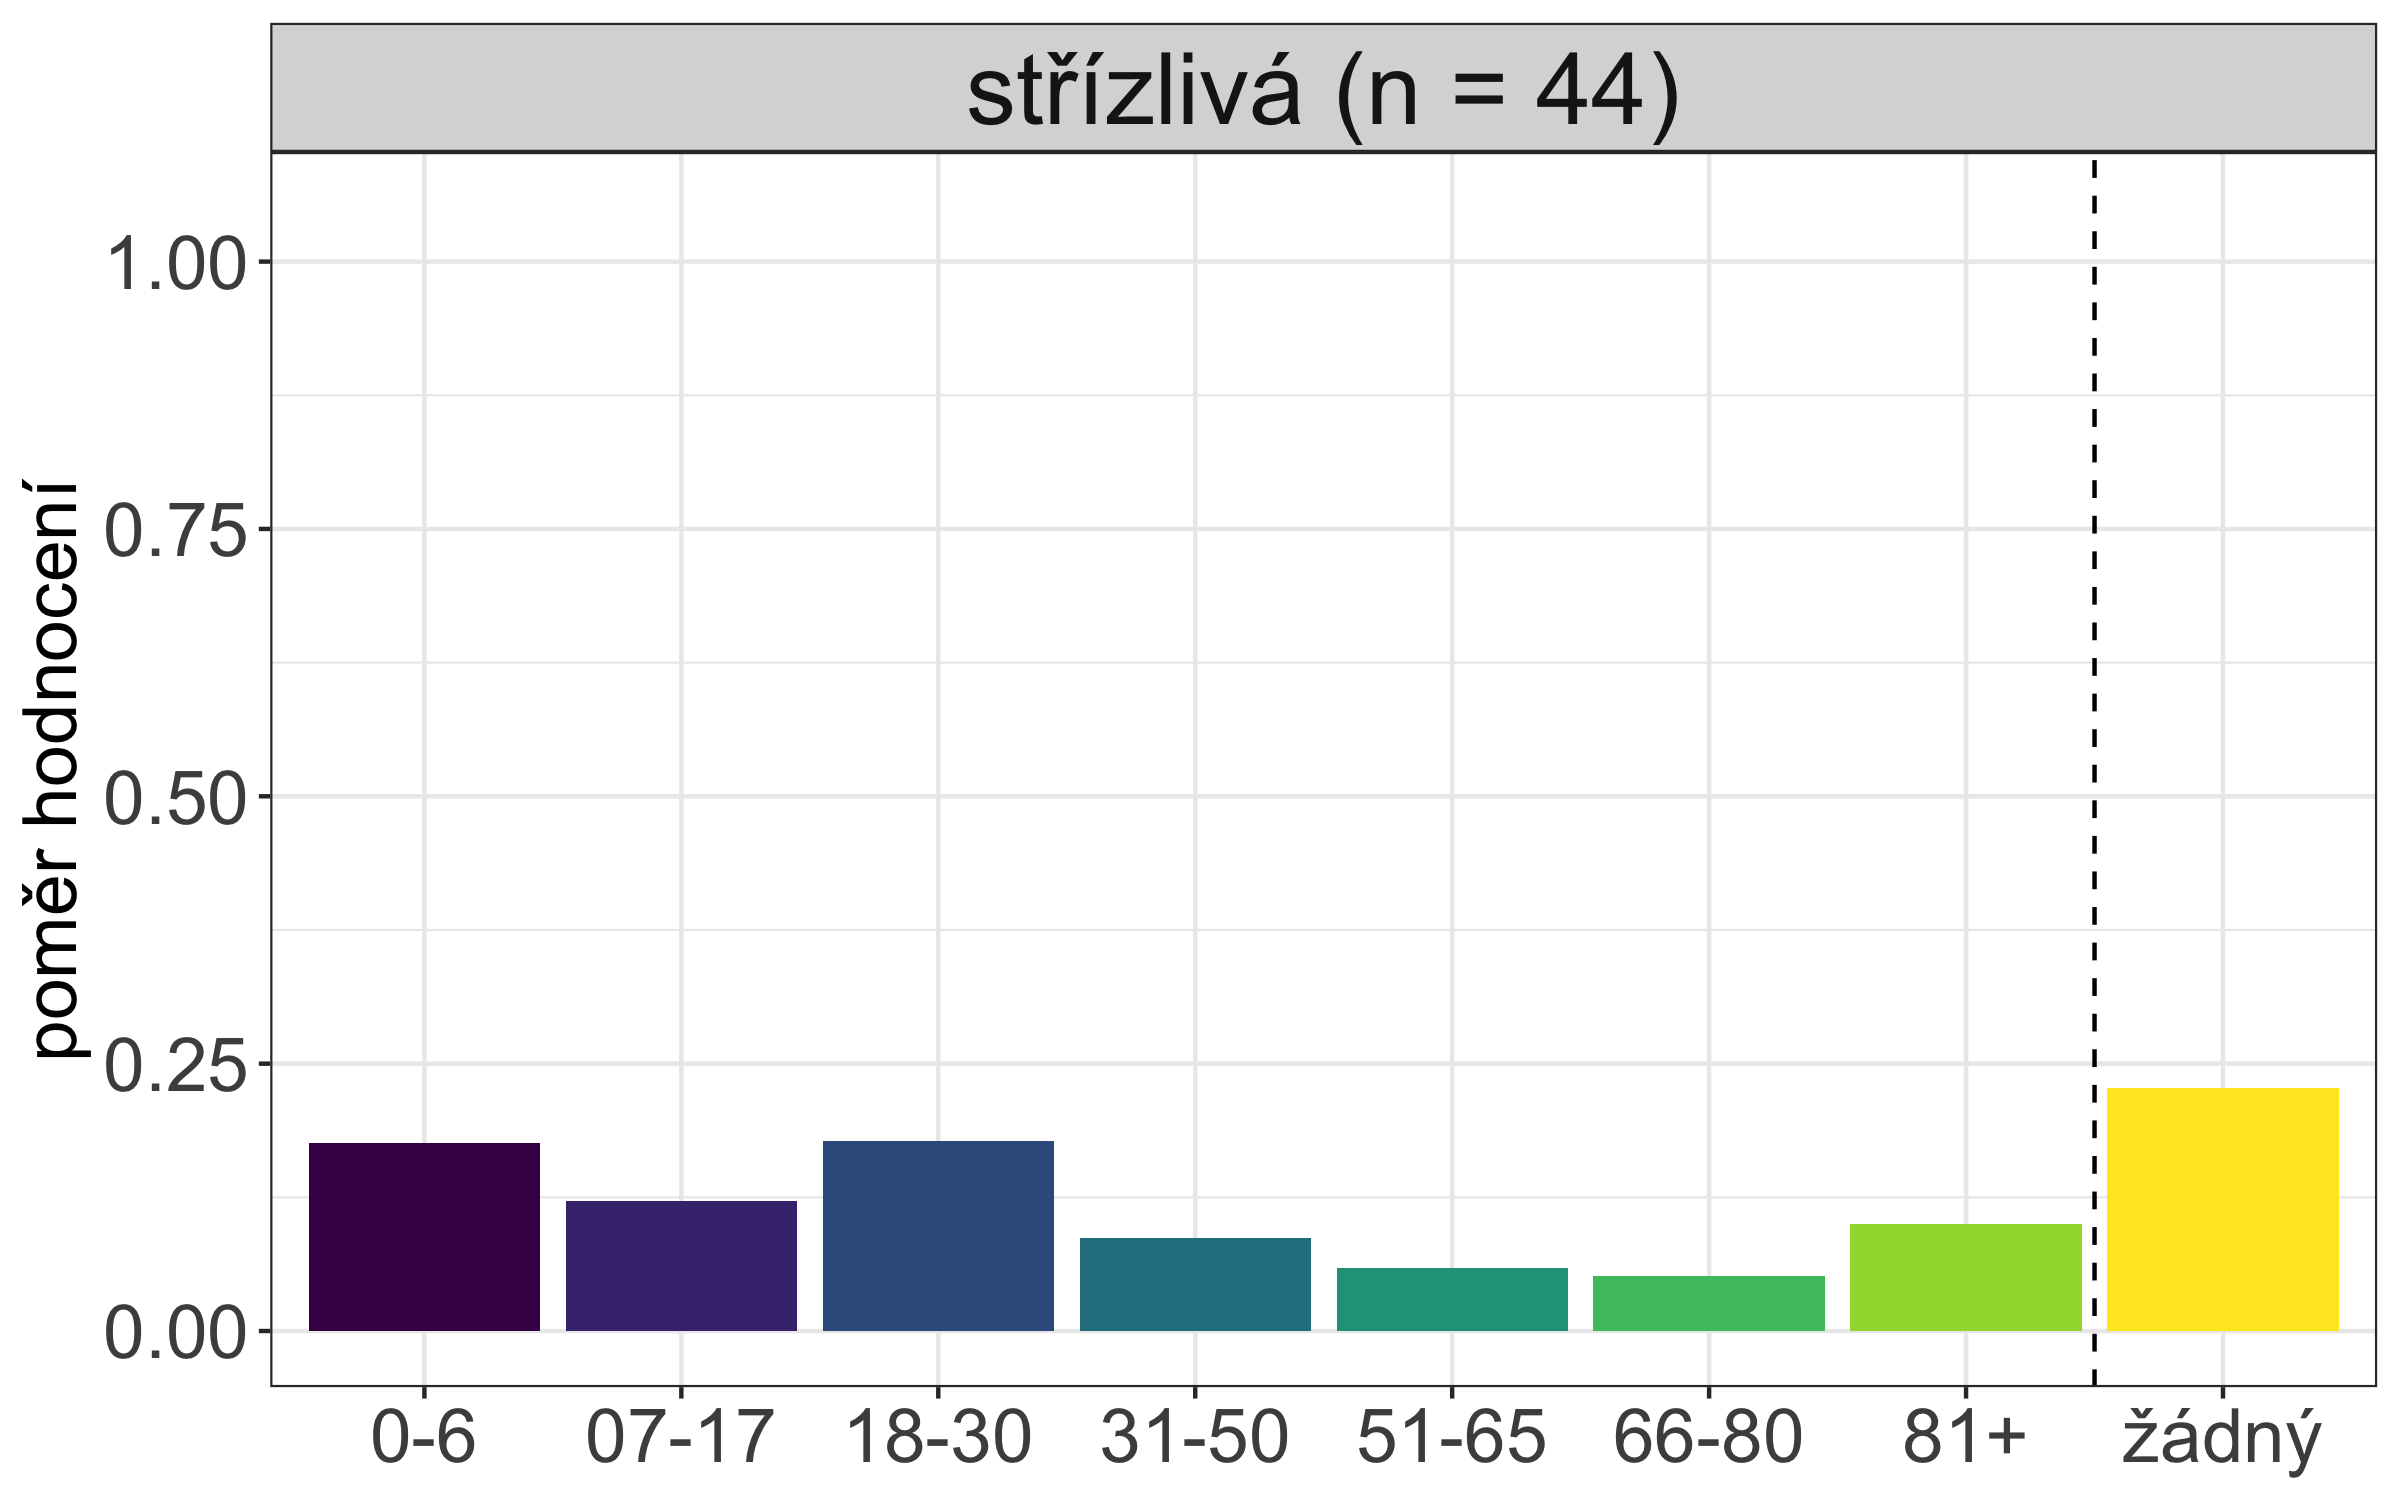 střízlivá (n = 44)
poměr hodnocení
1.00
0.75
0.50
0.25
0.00
0-6 07-17 18-30 31-50 51-65 66-80 81+ žádný